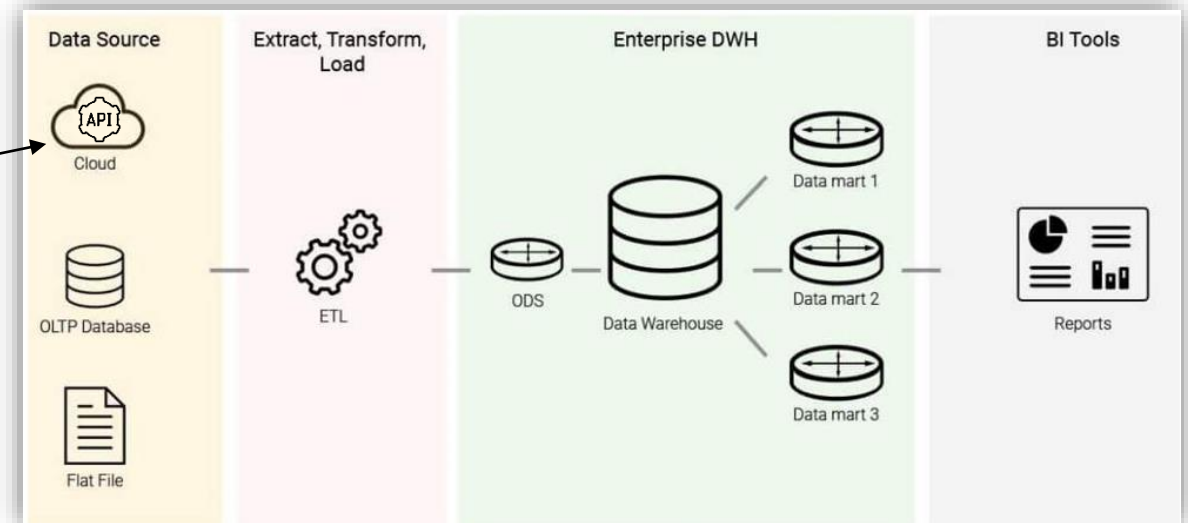 Data Source
Extract, Transform,
Load
Enterprise DWH
BI Tools
API
Cloud
OLTP Database
Flat File
ETL
ODS
Data Warehouse
Data mart 1
Data mart 2
Data mart 3
Reports